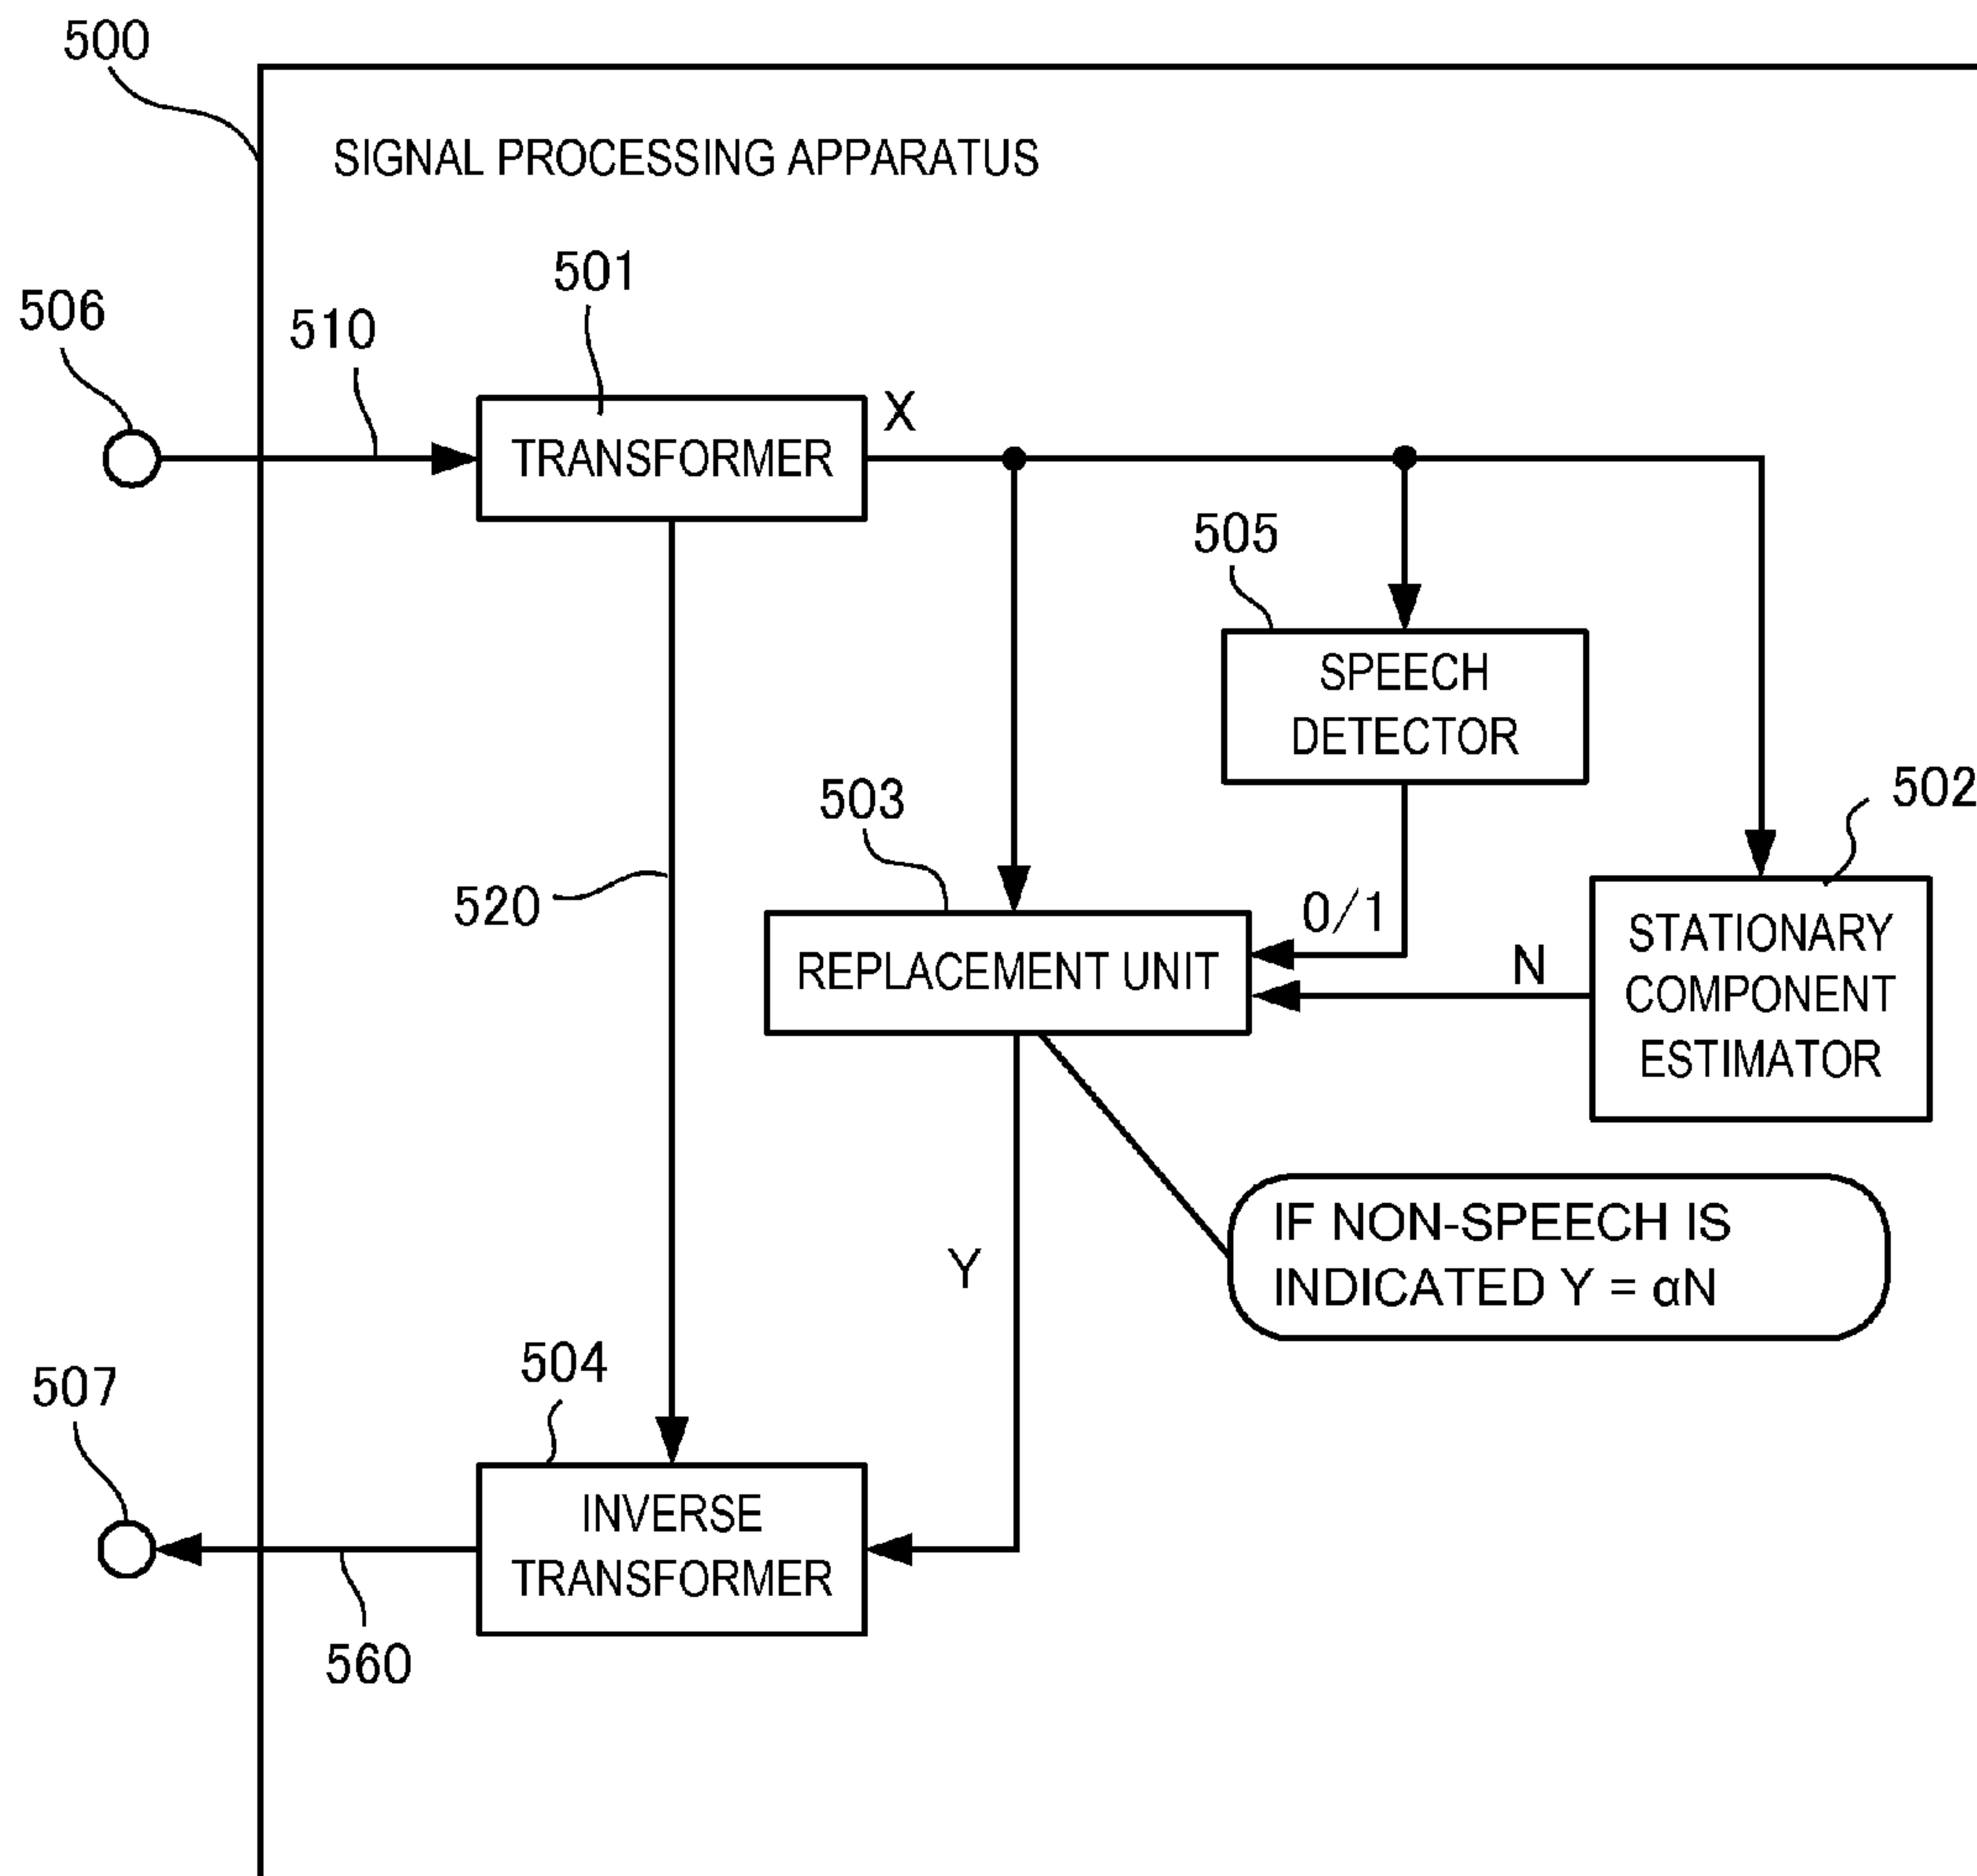 500
SIGNAL PROCESSING APPARATUS
501
506
510
X
TRANSFORMER
505
SPEECH
DETECTOR
503
502
520
0/1
STATIONARY
COMPONENT
ESTIMATOR
REPLACEMENT UNIT
N
IF NON-SPEECH IS
INDICATED Y = αN
Y
504
507
INVERSE
TRANSFORMER
560